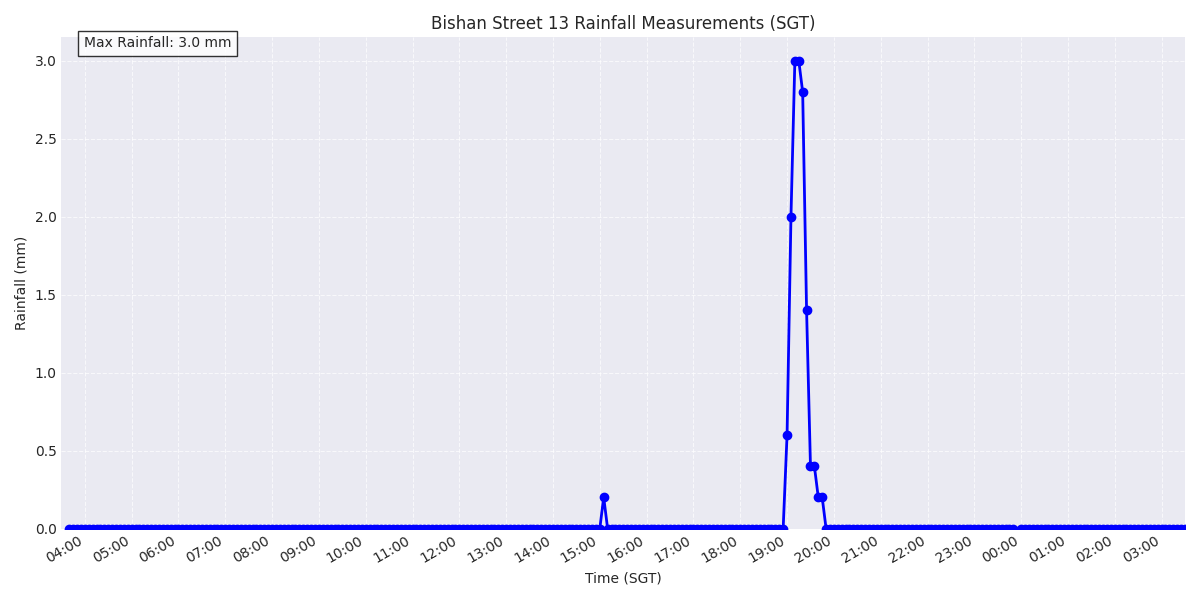 Bishan Street 13 Rainfall Measurements (SGT)
Max Rainfall: 3.0 mm
3.0
2.5
2.0
1.5
1.0
0.5
0.0
Rainfall (mm)
04:00 05:00 06:00 07:00 08:00 09:00 10:00 11:00 12:00 13:00 14:00 15:00 16:00 17:00 18:00 19:00 20:00 21:00 22:00 23:00 00:00 01:00 02:00 03:00
Time (SGT)